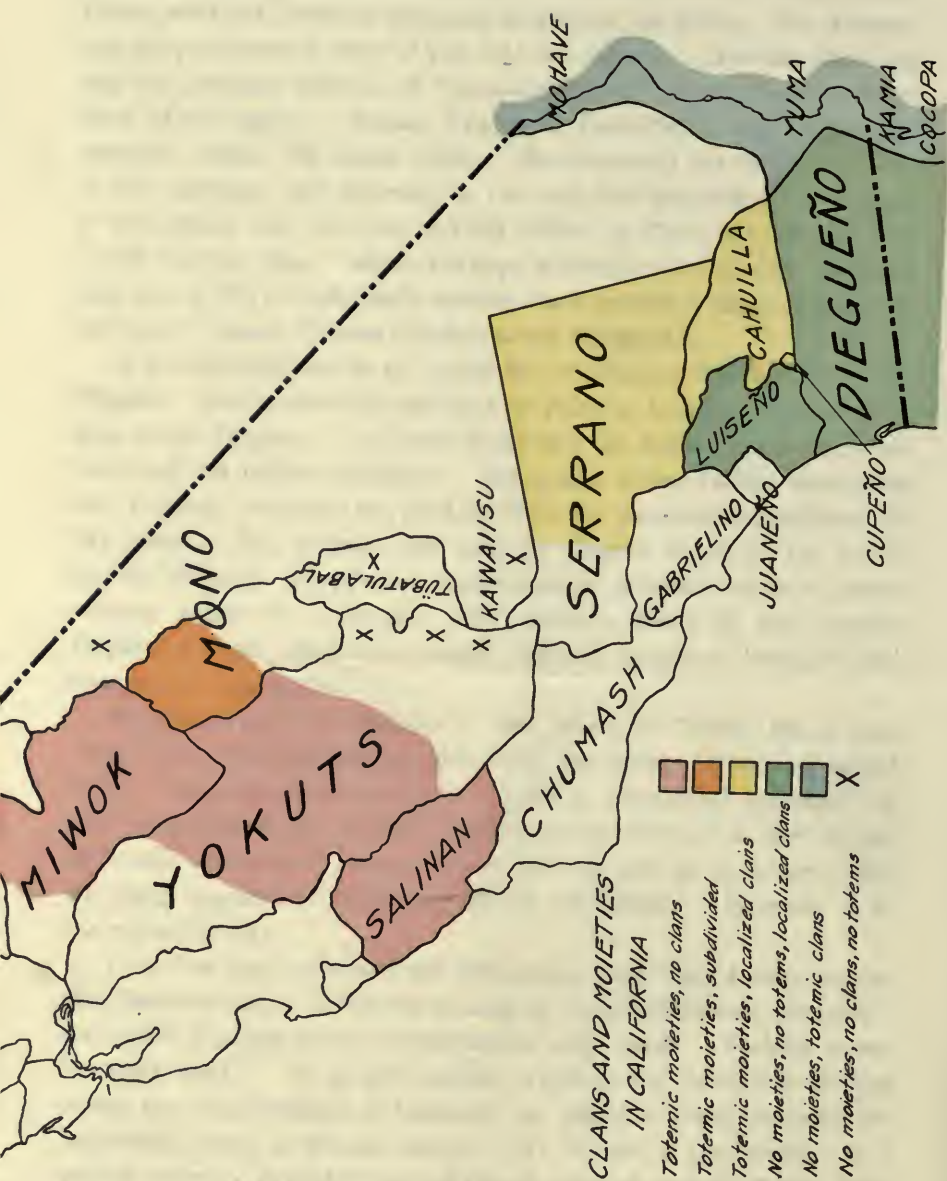 MIWOK
MONO
YOKUTS
TÜBATULABAL
X
X
X
X
X
KAWAIISU
X
SALINAN
CHUMASH
SERRANO
GABRIELINO
JUANEÑO
LUISEÑO
CAHUILLA
CUPEÑO
DIEGUEÑO
MOHAVE
YUMA
KAMIA
COCOPA
CLANS AND MOIETIES
IN CALIFORNIA
Totemic moieties, no clans
Totemic moieties, subdivided
Totemic moieties, localized clans
No moieties, no totems, localized clans
No moieties, totemic clans
No moieties, no clans, no totems
X